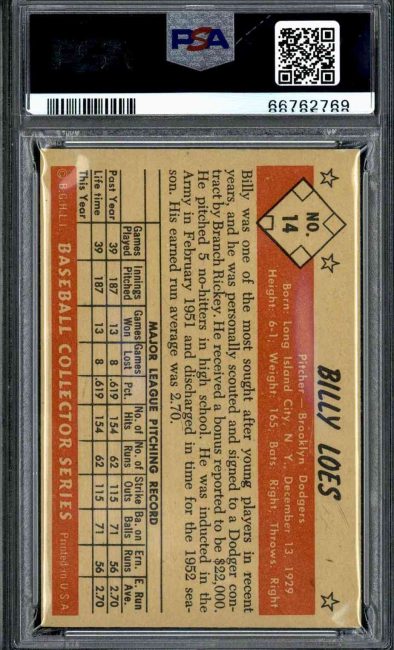 PSA
66762769
NO.
14
BILLY LOES
Pitcher—Brooklyn Dodgers
Born: Long Island City, N. Y., December 13, 1929
Height: 6-1, Weight: 165, Bats: Right, Throws: Right
Billy was one of the most sought after young players in recent
years, and he was personally scouted and signed to a Dodger con-
tract by Branch Rickey. He received a bonus reported to be $22,000.
He pitched 5 no-hitters in high school. He was inducted in the
Army in February 1951 and discharged in time for the 1952 sea-
son. His earned run average was 2.70.
MAJOR LEAGUE PITCHING RECORD
Games Innings Games Games No. of No. of Strike Ba. on Ern. E. Run
Played Pitched Won Lost Pct. Hits Runs Outs Balls Runs Ave.
Past Year 39 187 13 8 .619 154 62 115 71 56 2.70
Life time 39 187 13 8 .619 154 62 115 71 56 2.70
This Year
© B.G.H.L.I. BASEBALL COLLECTOR SERIES Printed in U.S.A.